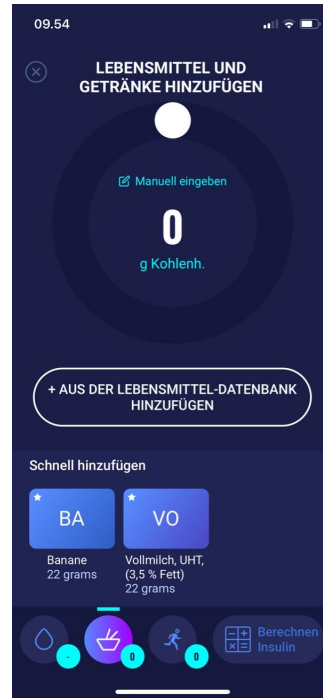 09.54
LEBENSMITTEL UND
GETRÄNKE HINZUFÜGEN
Manuell eingeben
0
g Kohlenh.
+ AUS DER LEBENSMITTEL-DATENBANK
HINZUFÜGEN
Schnell hinzufügen
BA
VO
Banane
22 grams
Vollmilch, UHT,
(3,5 % Fett)
22 grams
-
0
0
Berechnen
Insulin